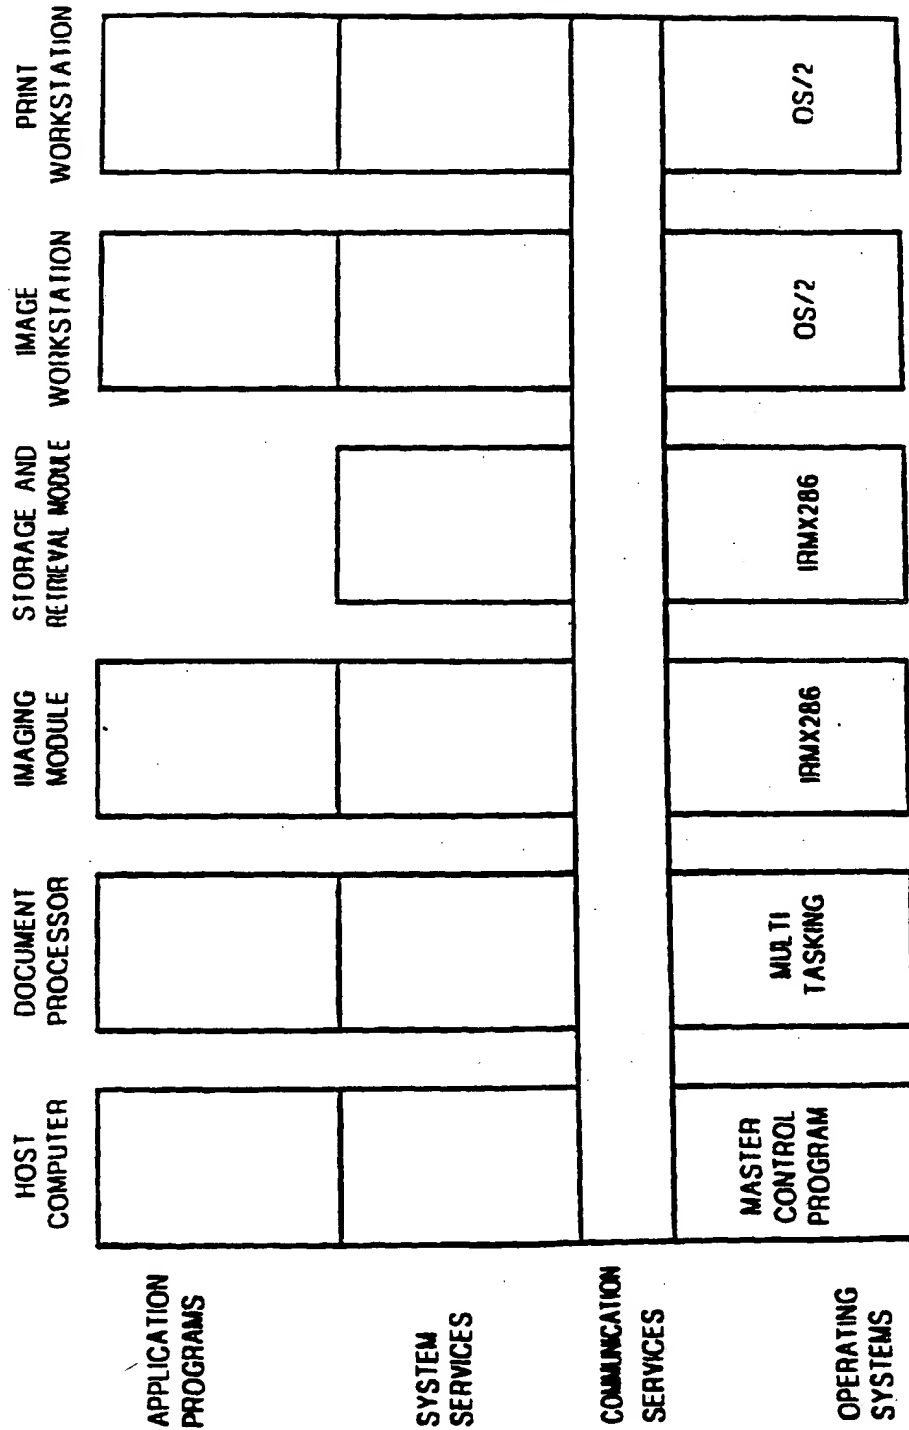 HOST
COMPUTER
DOCUMENT
PROCESSOR
IMAGING
MODULE
STORAGE AND
RETRIEVAL MODULE
IMAGE
WORKSTATION
PRINT
WORKSTATION
APPLICATION
PROGRAMS
SYSTEM
SERVICES
COMMUNICATION
SERVICES
OPERATING
SYSTEMS
MASTER
CONTROL
PROGRAM
MULTI
TASKING
IRMX286
IRMX286
OS/2
OS/2